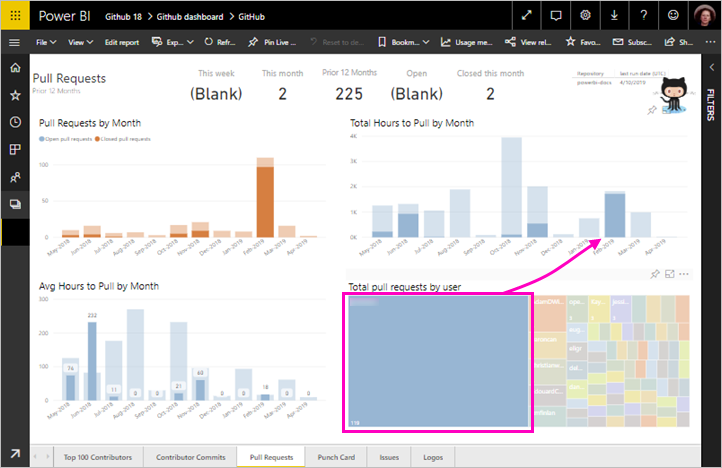 Power BI Github 18 > Github dashboard > GitHub
File View Edit report Exp... Refr... Pin Live ... Reset to de... Bookm... Usage me... View rel... Favo... Subsc... Sh...
Pull Requests
Prior 12 Months
This week
(Blank)
This month
2
Prior 12 Months
225
Open
(Blank)
Closed this month
2
Repository last run date (UTC)
powerbi-docs 4/10/2019
FILTERS
Pull Requests by Month
Open pull requests Closed pull requests
100
50
0
May-2018 Jun-2018 Jul-2018 Aug-2018 Sep-2018 Oct-2018 Nov-2018 Dec-2018 Jan-2019 Feb-2019 Mar-2019 Apr-2019
Total Hours to Pull by Month
4K
3K
2K
1K
0K
May-2018 Jun-2018 Jul-2018 Aug-2018 Sep-2018 Oct-2018 Nov-2018 Dec-2018 Jan-2019 Feb-2019 Mar-2019 Apr-2019
Avg Hours to Pull by Month
300
200
100
0
76 232 11 0 0 21 60 0 0 18 0 0
May-2018 Jun-2018 Jul-2018 Aug-2018 Sep-2018 Oct-2018 Nov-2018 Dec-2018 Jan-2019 Feb-2019 Mar-2019 Apr-2019
Total pull requests by user
119
Top 100 Contributors Contributor Commits Pull Requests Punch Card Issues Logos